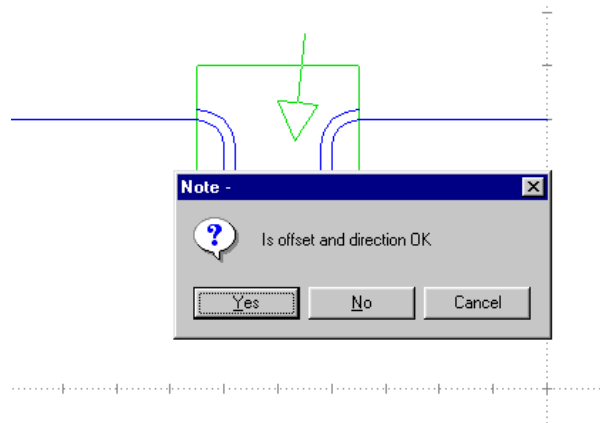 Note -
Is offset and direction OK
Yes
No
Cancel